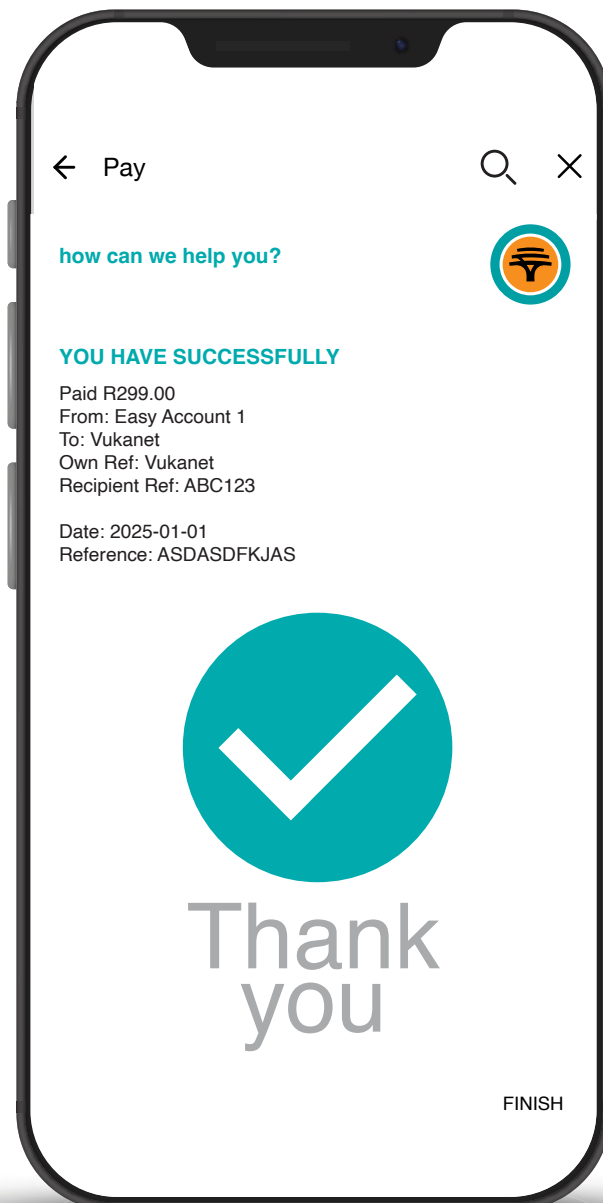 Pay
how can we help you?
YOU HAVE SUCCESSFULLY
Paid R299.00
From: Easy Account 1
To: Vukanet
Own Ref: Vukanet
Recipient Ref: ABC123
Date: 2025-01-01
Reference: ASDASDFKJAS
Thank
you
FINISH